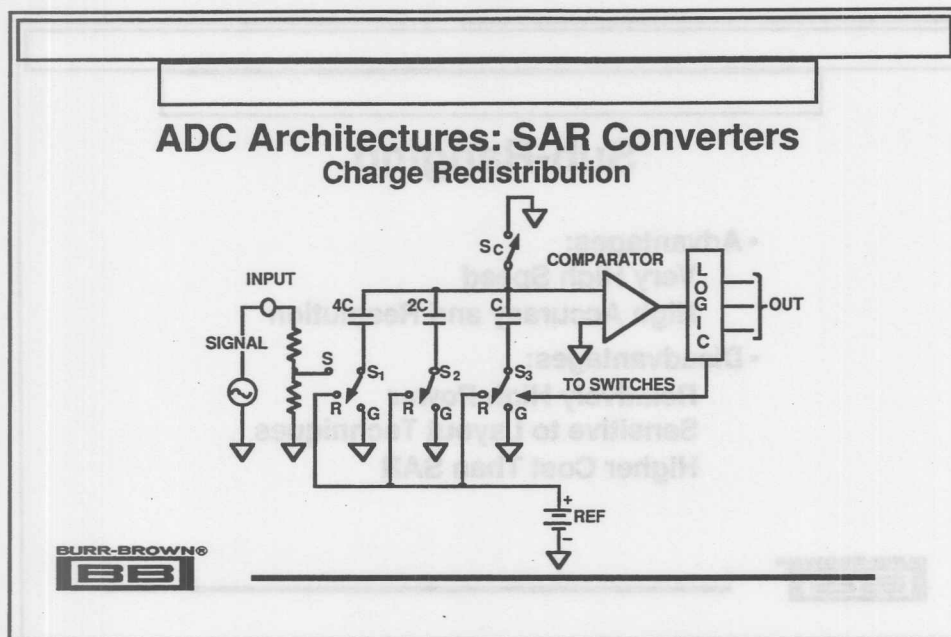 ADC Architectures: SAR Converters
Charge Redistribution
SC
COMPARATOR
LOGIC
INPUT
4C
2C
C
OUT
SIGNAL
S
S1
S2
S3
TO SWITCHES
R
G
R
G
R
G
+
REF
−
BURR-BROWN®
BB
- Advantages:
Very High Speed
High Accuracy and Resolution
- Disadvantages:
Relatively High Power
Sensitive to Layout Techniques
Higher Cost Than SAR